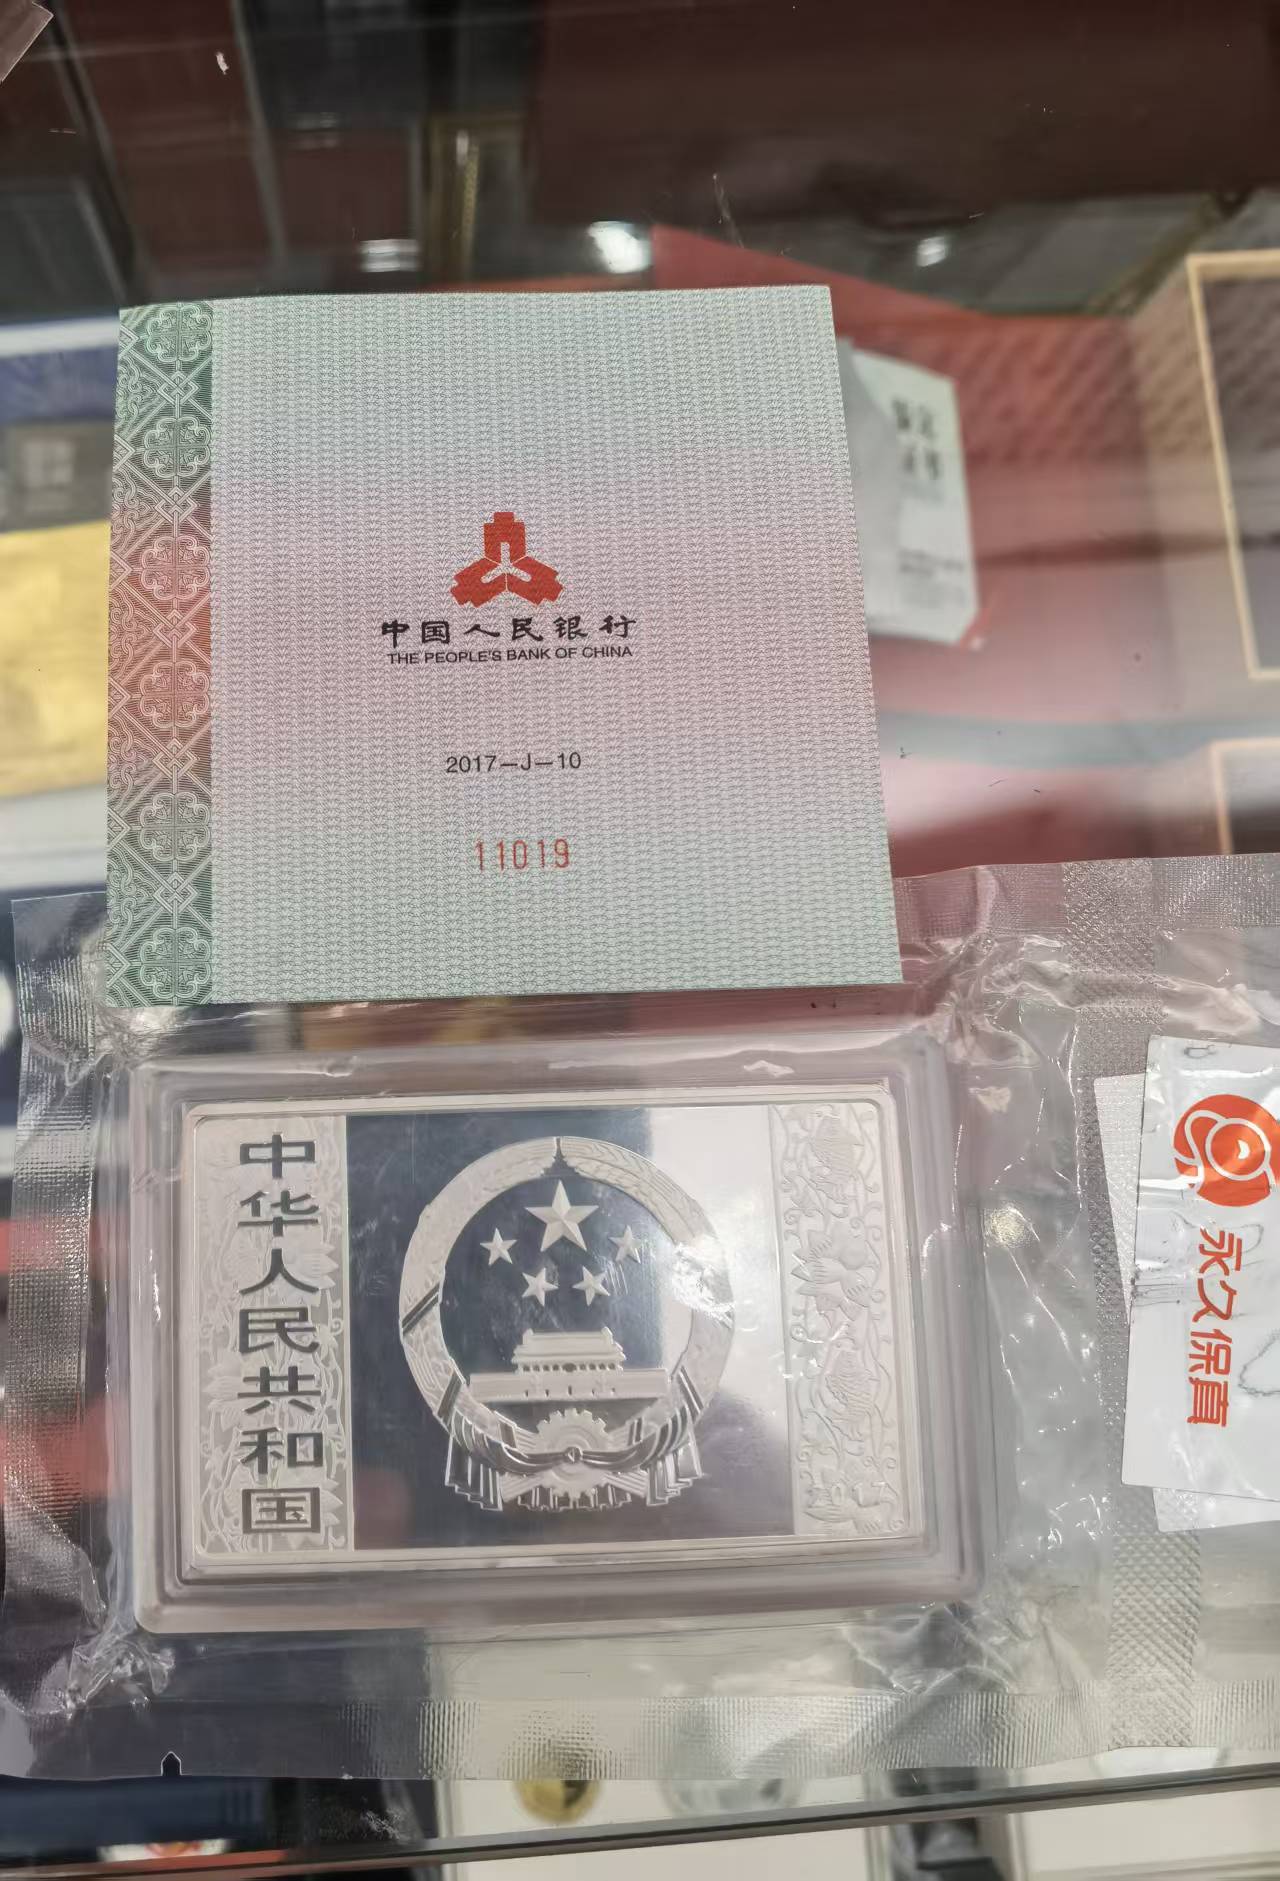 中国人民银行
THE PEOPLE'S BANK OF CHINA
2017-J-10
11019
中华人民共和国
永久保真